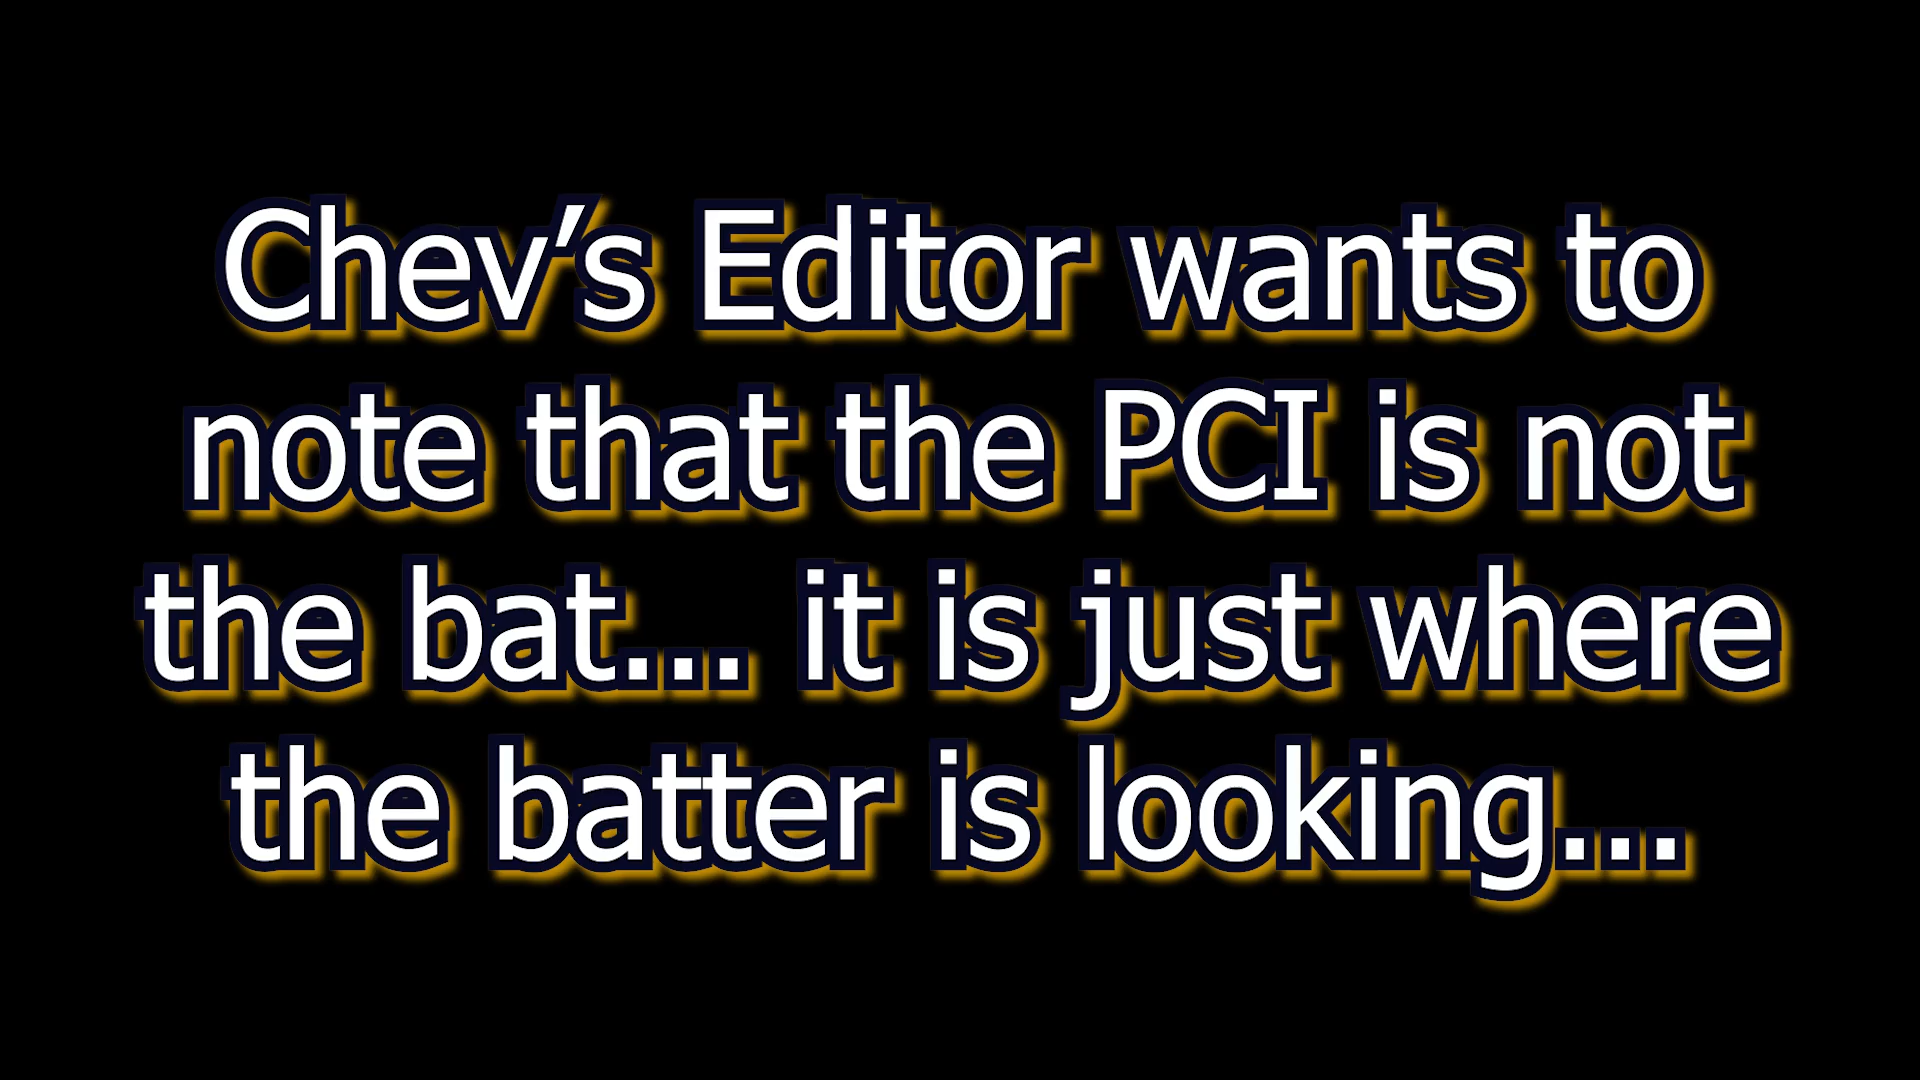 Chev’s Editor wants to
note that the PCI is not
the bat... it is just where
the batter is looking...